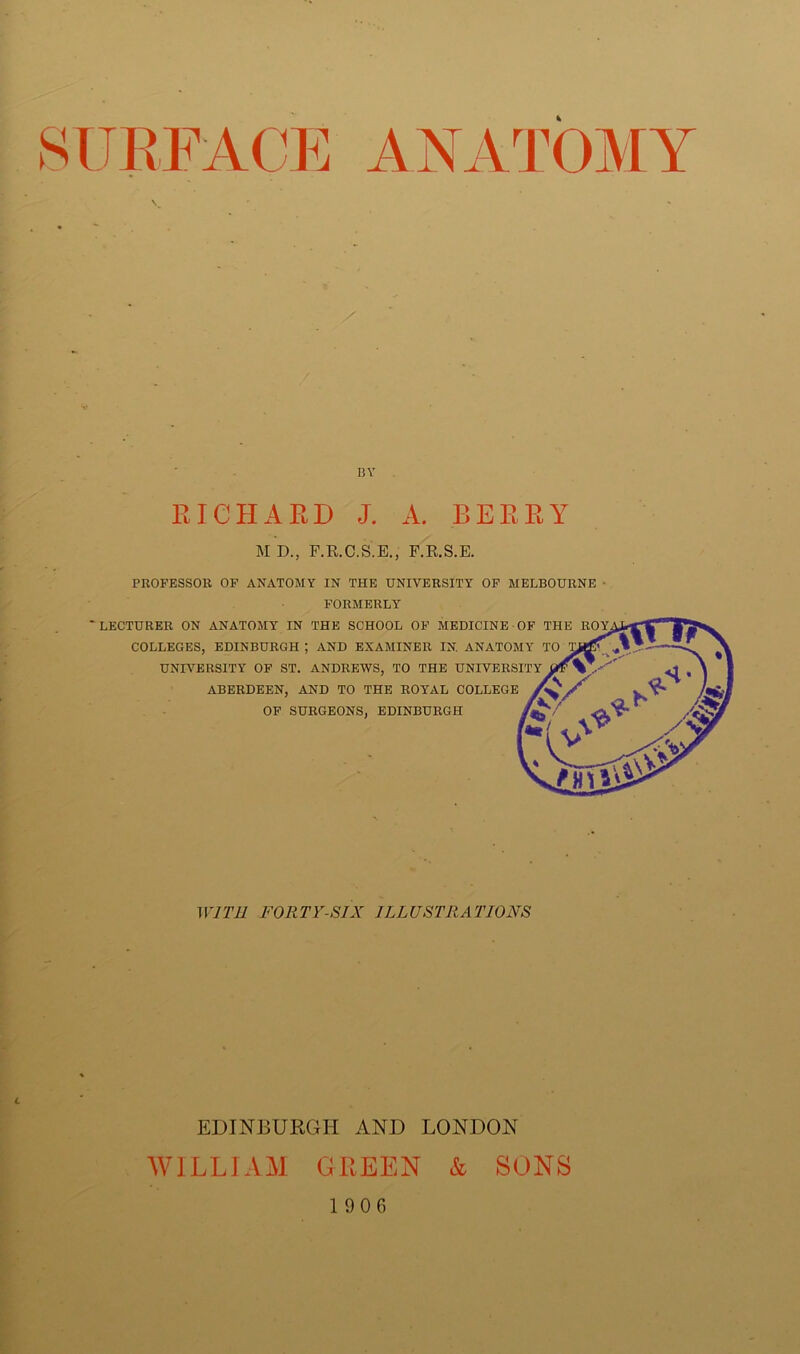 SURFACE ANATOMY
BY
RICHARD J. A. BERRY
M D., F.R.C.S.E., F.R.S.E.
PROFESSOR OF ANATOMY IN THE UNIVERSITY OF MELBOURNE
FORMERLY
LECTURER ON ANATOMY IN THE SCHOOL OF MEDICINE OF THE ROYAL
COLLEGES, EDINBURGH ; AND EXAMINER IN ANATOMY TO THE
UNIVERSITY OF ST. ANDREWS, TO THE UNIVERSITY OF
ABERDEEN, AND TO THE ROYAL COLLEGE
OF SURGEONS, EDINBURGH
LIBRARY.
WITH FORTY-SIX ILLUSTRATIONS
EDINBURGH AND LONDON
WILLIAM GREEN & SONS
1906